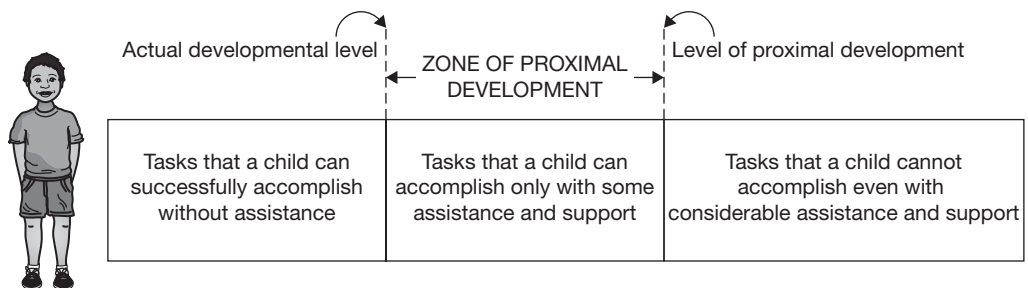 Actual developmental level
ZONE OF PROXIMAL
DEVELOPMENT
Level of proximal development
Tasks that a child can
successfully accomplish
without assistance
Tasks that a child can
accomplish only with some
assistance and support
Tasks that a child cannot
accomplish even with
considerable assistance and support